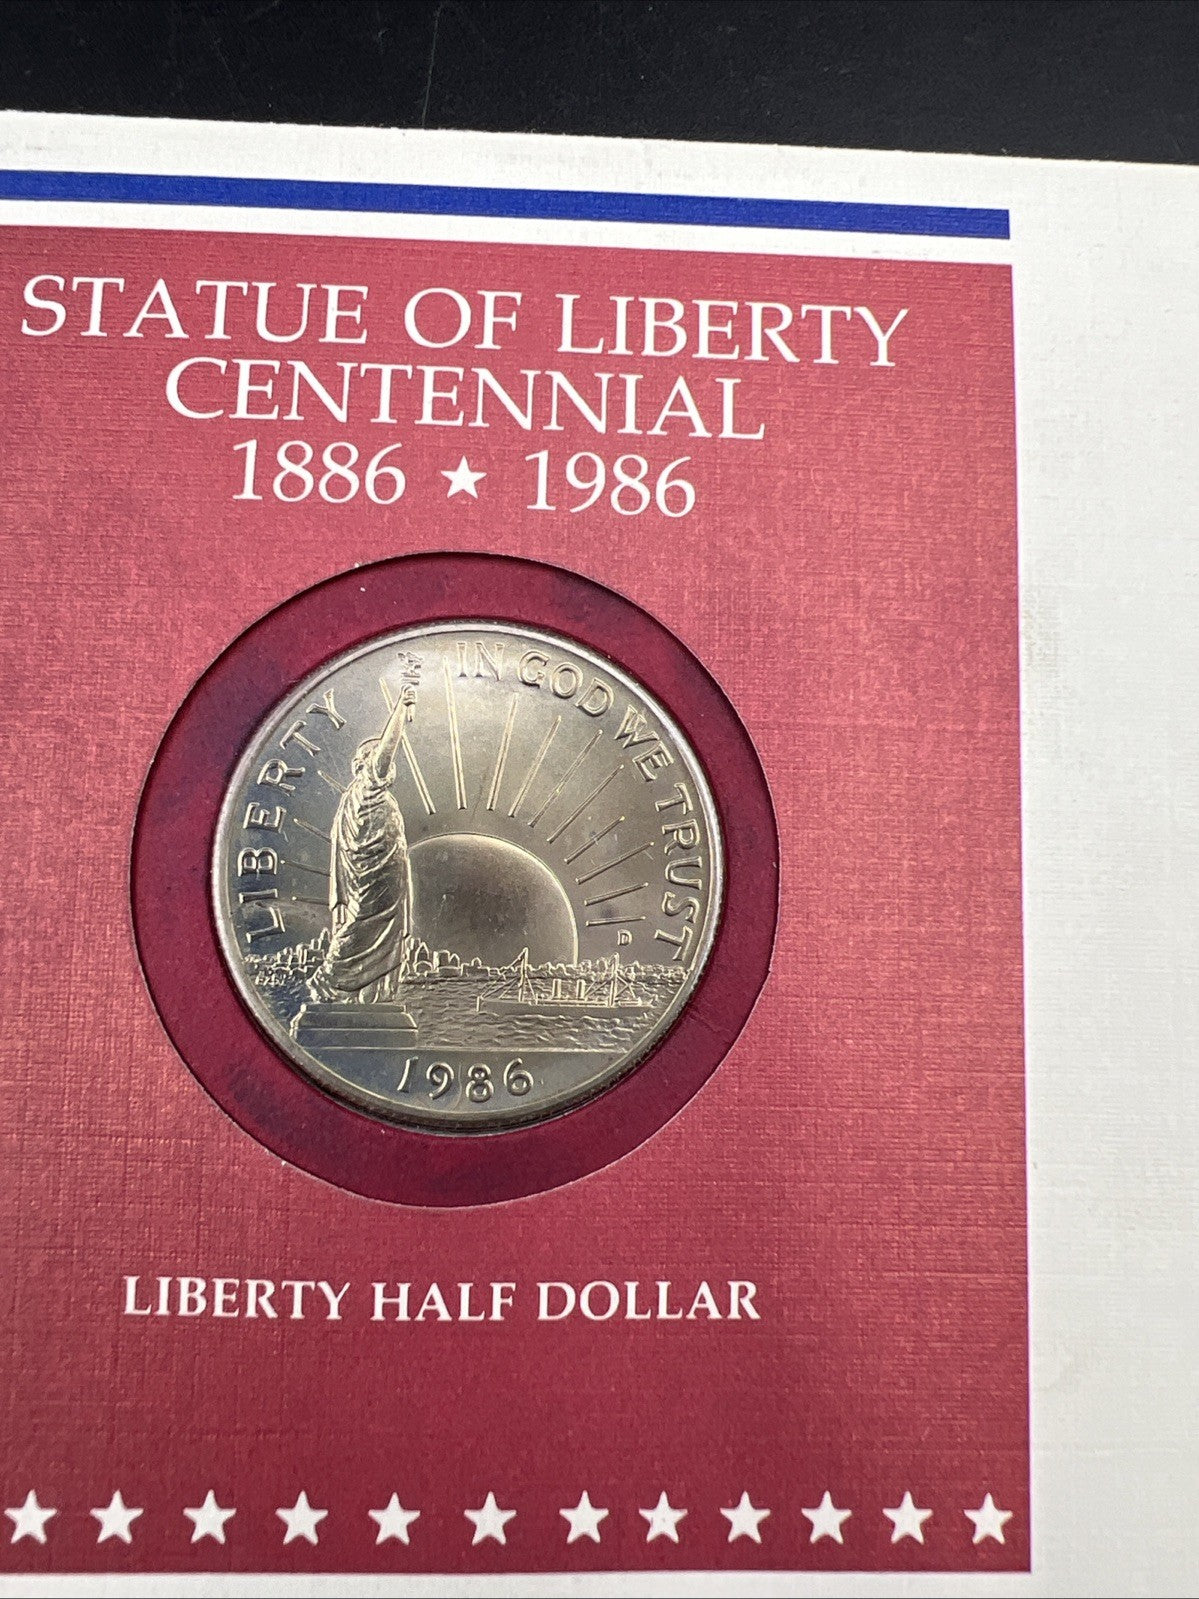 STATUE OF LIBERTY
CENTENNIAL
1886 ★ 1986
LIBERTY
IN GOD WE TRUST
D
1986
LIBERTY HALF DOLLAR